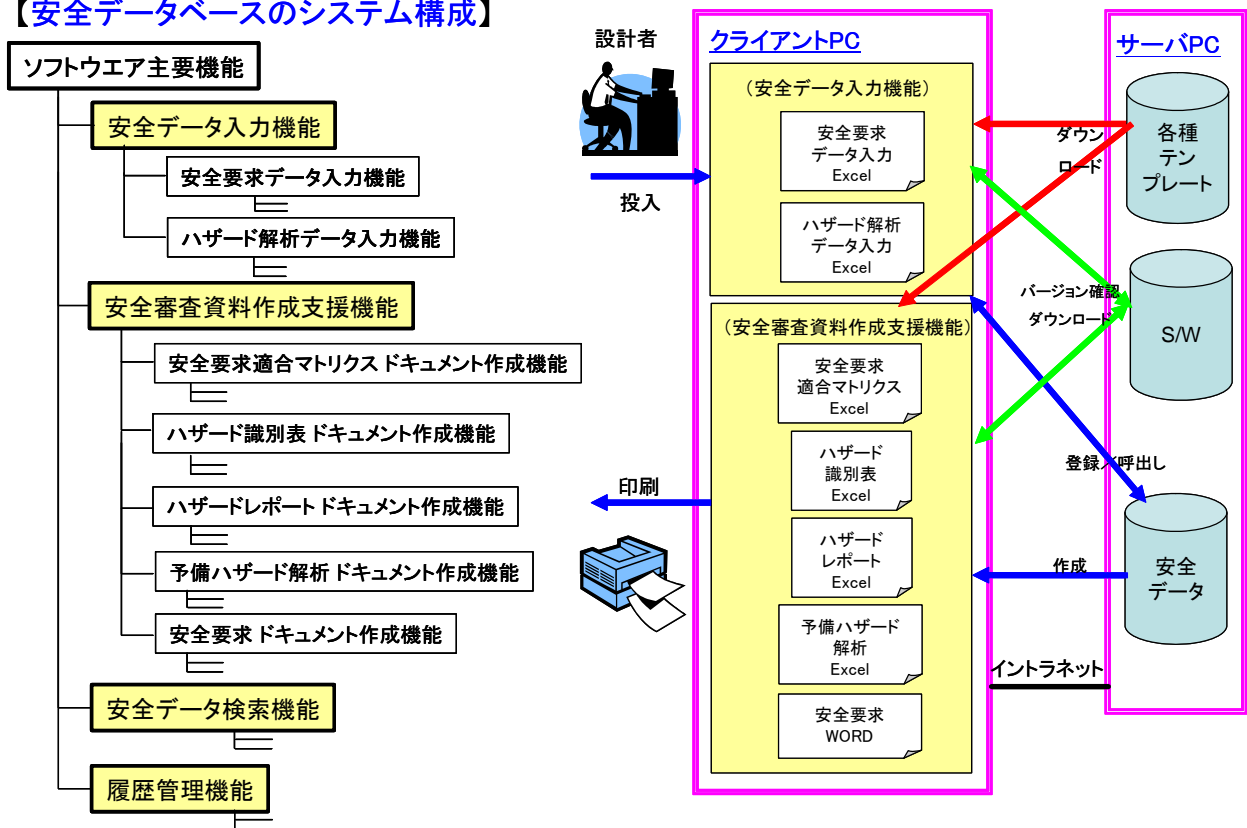 【安全データベースのシステム構成】
ソフトウエア主要機能
安全データ入力機能
安全要求データ入力機能
ハザード解析データ入力機能
安全審査資料作成支援機能
安全要求適合マトリクス ドキュメント作成機能
ハザード識別表 ドキュメント作成機能
ハザードレポート ドキュメント作成機能
予備ハザード解析 ドキュメント作成機能
安全要求 ドキュメント作成機能
安全データ検索機能
履歴管理機能
設計者
投入
印刷
クライアントPC
（安全データ入力機能）
安全要求
データ入力
Excel
ハザード解析
データ入力
Excel
（安全審査資料作成支援機能）
安全要求
適合マトリクス
Excel
ハザード
識別表
Excel
ハザード
レポート
Excel
予備ハザード
解析
Excel
安全要求
WORD
ダウン
ロード
バージョン確認
ダウンロード
登録／呼出し
作成
イントラネット
サーバPC
各種
テン
プレート
S/W
安全
データ